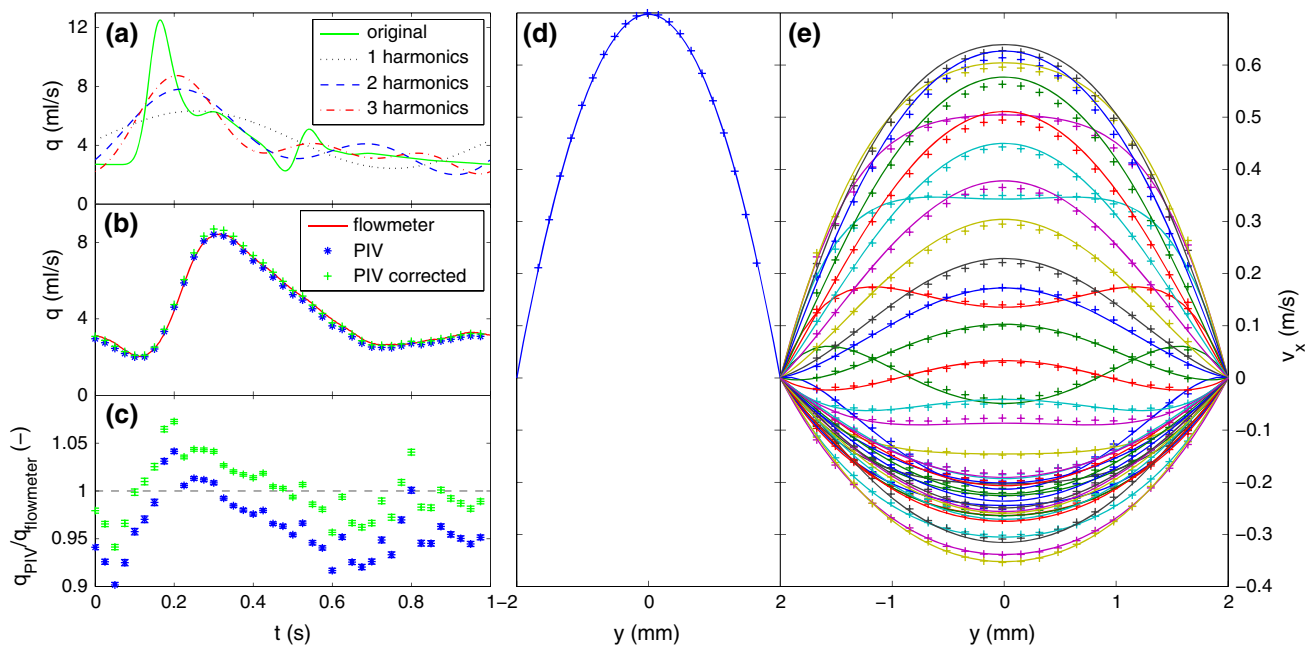 (a)
12
8
4
0
q (ml/s)
original
1 harmonics
2 harmonics
3 harmonics
(b)
8
4
0
q (ml/s)
flowmeter
PIV
PIV corrected
(c)
1.05
1
0.95
0.9
q_PIV/q_flowmeter (−)
0 0.2 0.4 0.6 0.8 1
t (s)
(d)
−2 0 2
y (mm)
(e)
0.6
0.5
0.4
0.3
0.2
0.1
0
−0.1
−0.2
−0.3
−0.4
v_x (m/s)
−1 0 1 2
y (mm)